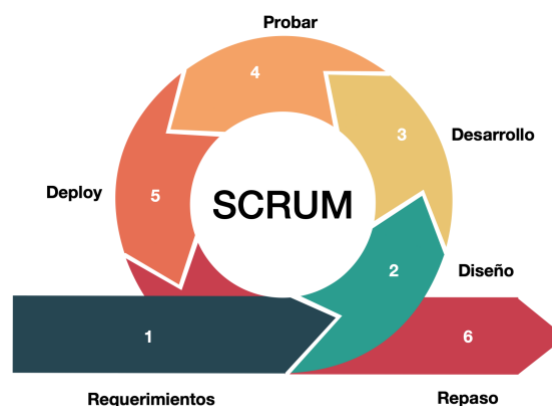 Probar
4
3
Desarrollo
Deploy
5
SCRUM
2
Diseño
1
6
Requerimientos
Repaso